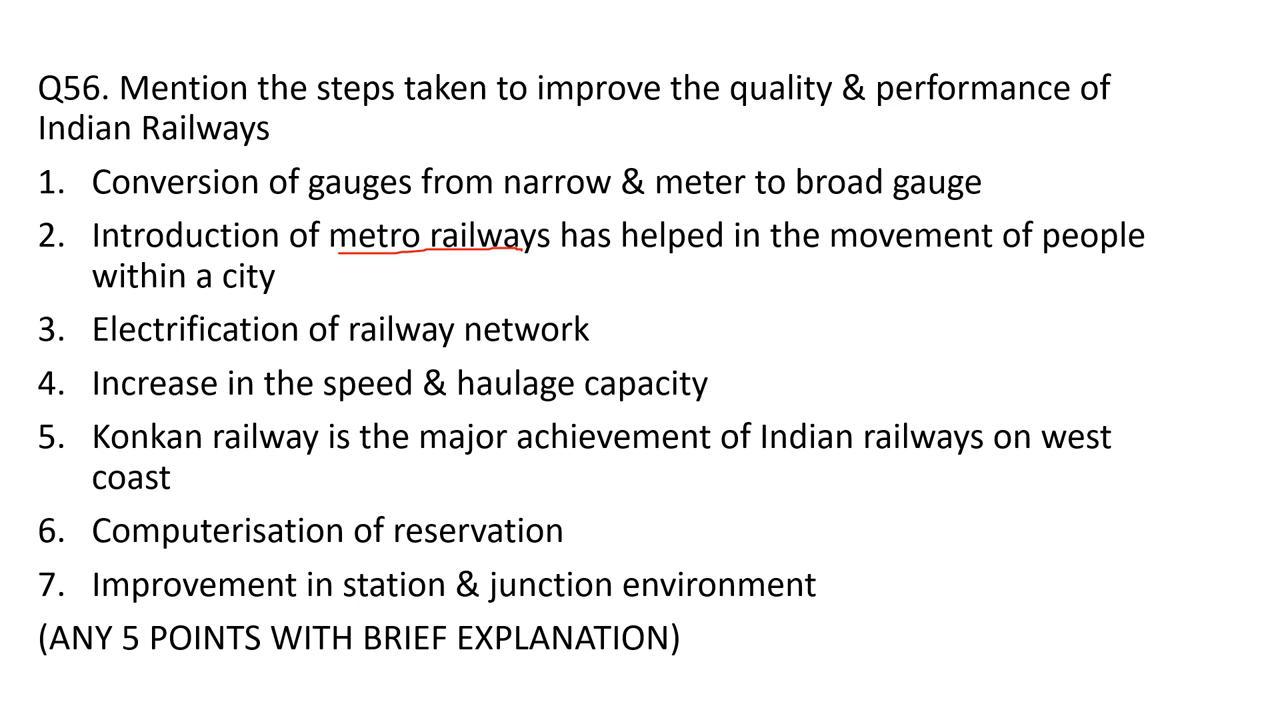 Q56. Mention the steps taken to improve the quality & performance of
Indian Railways
1. Conversion of gauges from narrow & meter to broad gauge
2. Introduction of metro railways has helped in the movement of people
within a city
3. Electrification of railway network
4. Increase in the speed & haulage capacity
5. Konkan railway is the major achievement of Indian railways on west
coast
6. Computerisation of reservation
7. Improvement in station & junction environment
(ANY 5 POINTS WITH BRIEF EXPLANATION)